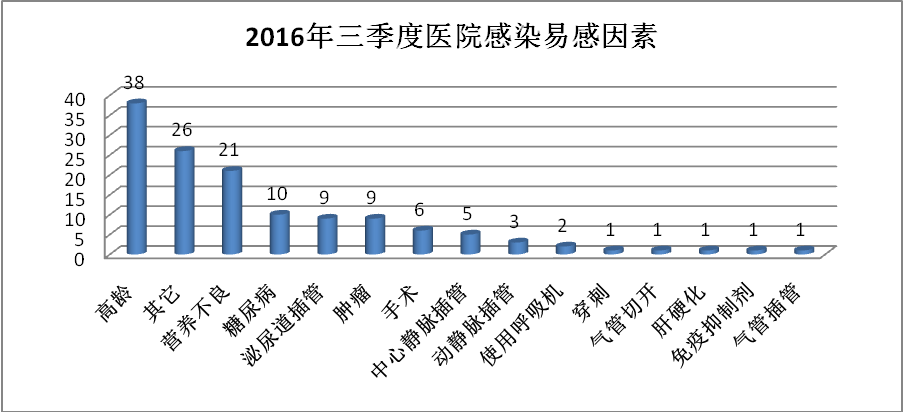 2016年三季度医院感染易感因素
40
35
30
25
20
15
10
5
0
38
26
21
10
9
9
6
5
3
2
1
1
1
1
1
高龄
其它
营养不良
糖尿病
泌尿道插管
肿瘤
手术
中心静脉插管
动静脉插管
使用呼吸机
穿刺
气管切开
肝硬化
免疫抑制剂
气管插管